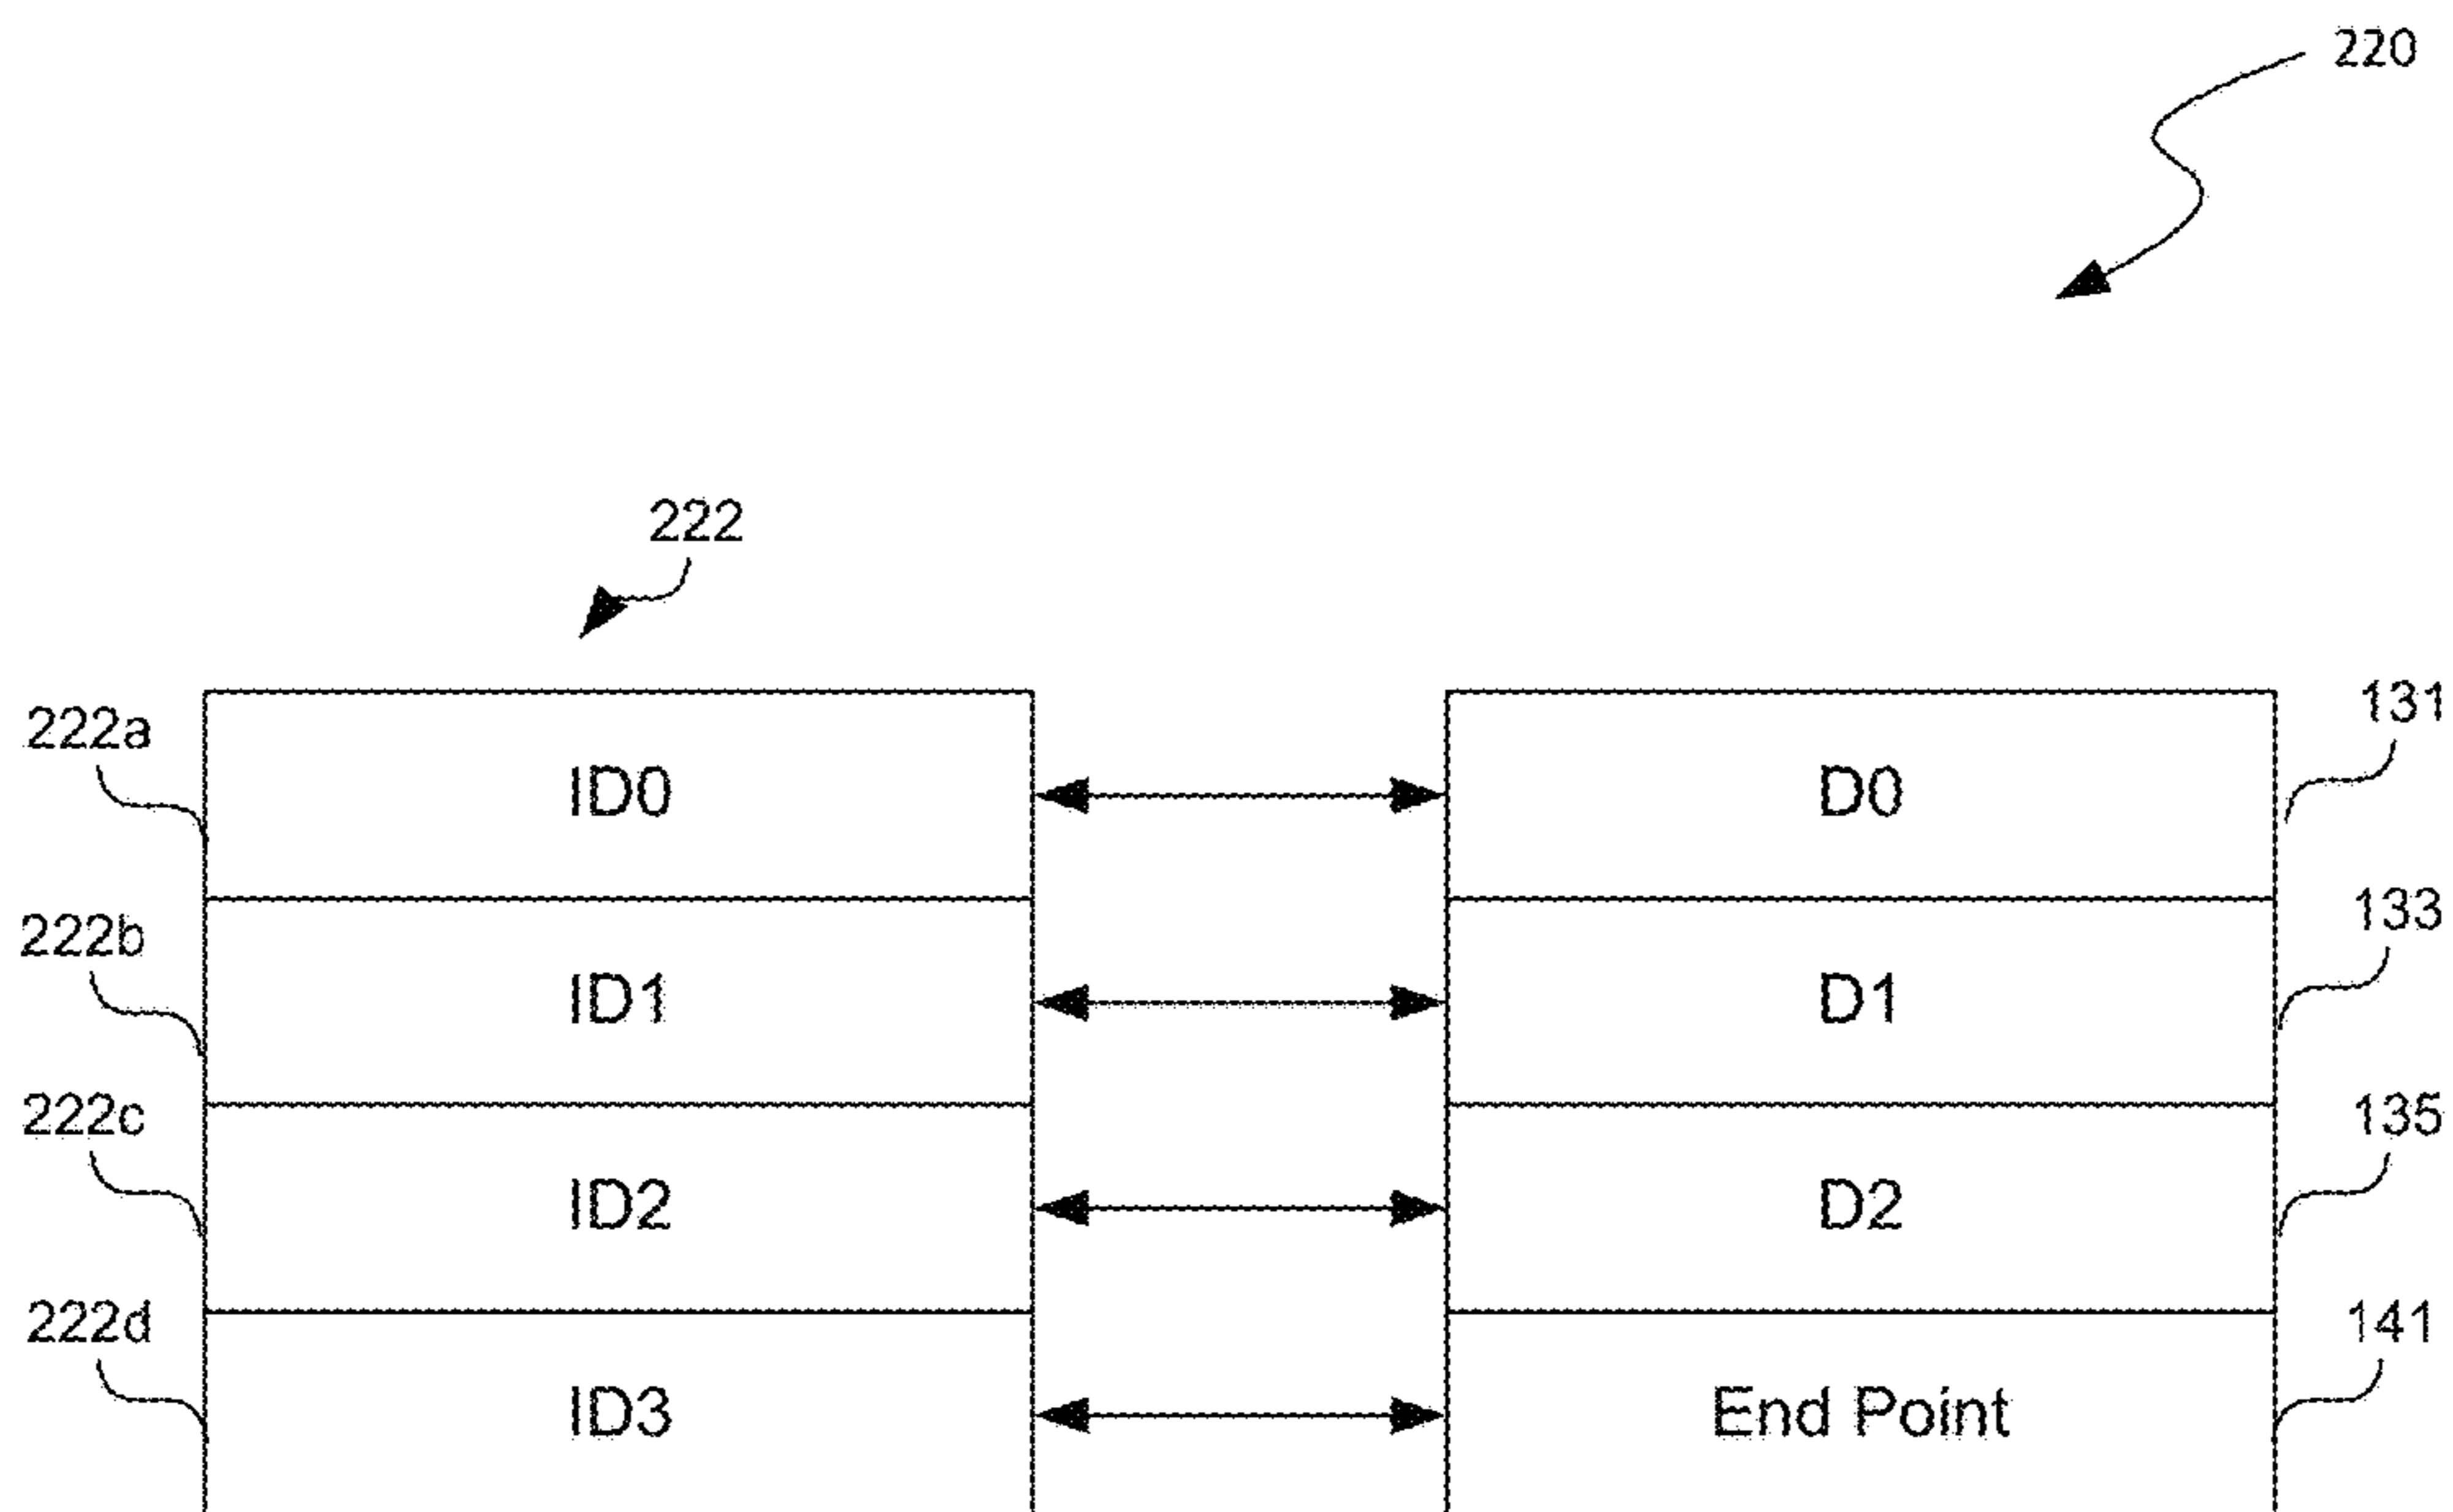 220
222
222a
ID0
D0
131
222b
ID1
D1
133
222c
ID2
D2
135
222d
ID3
End Point
141